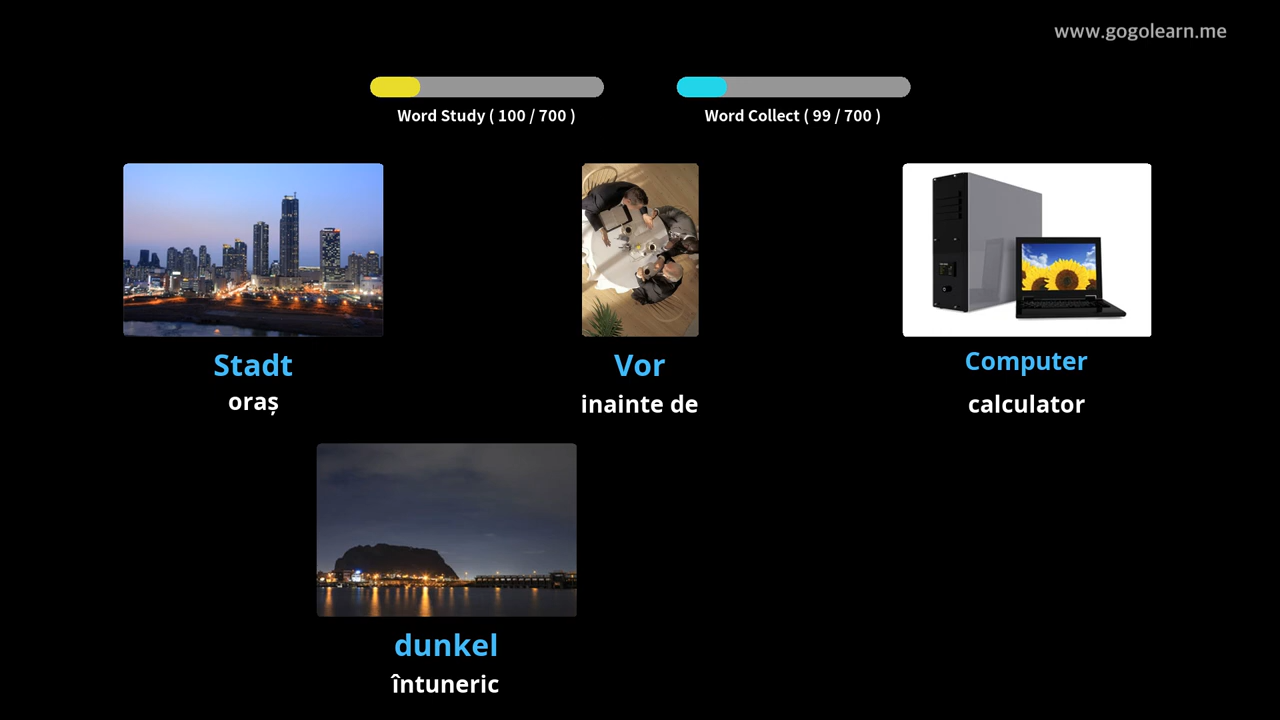 www.gogolearn.me
Word Study ( 100 / 700 )
Word Collect ( 99 / 700 )
Stadt
oraș
Vor
inainte de
Computer
calculator
dunkel
întuneric